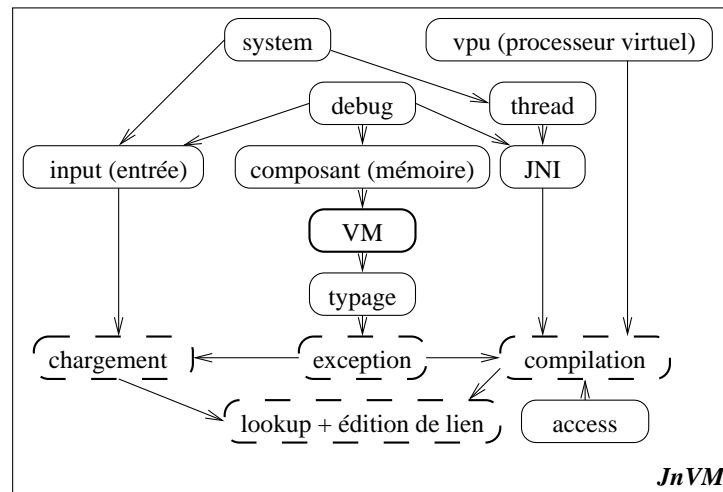 system
vpu (processeur virtuel)
debug
thread
input (entrée)
composant (mémoire)
JNI
VM
typage
chargement
exception
compilation
lookup + édition de lien
access
JnVM